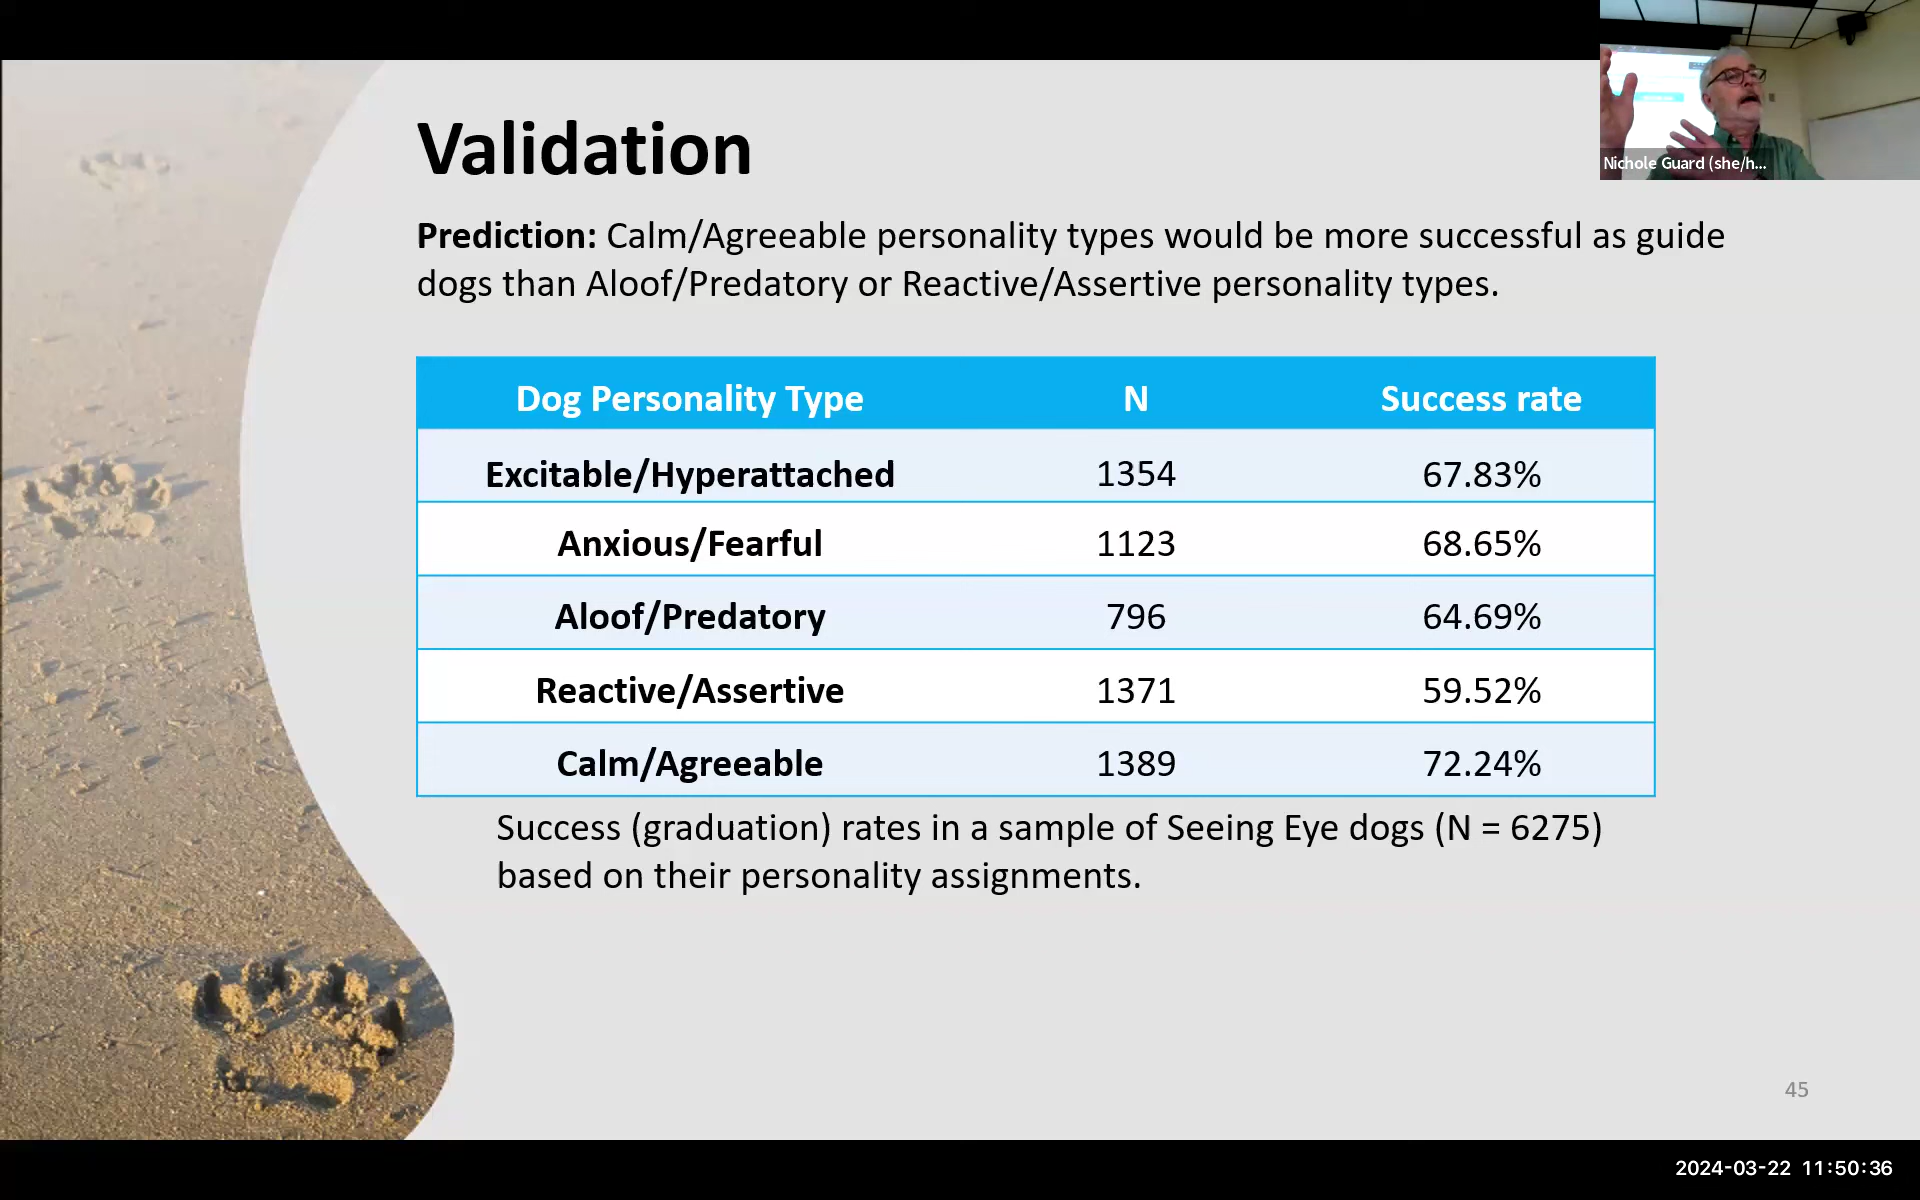 Validation
Nichole Guard (she/h...
Prediction: Calm/Agreeable personality types would be more successful as guide
dogs than Aloof/Predatory or Reactive/Assertive personality types.
Dog Personality Type N Success rate
Excitable/Hyperattached 1354 67.83%
Anxious/Fearful 1123 68.65%
Aloof/Predatory 796 64.69%
Reactive/Assertive 1371 59.52%
Calm/Agreeable 1389 72.24%
Success (graduation) rates in a sample of Seeing Eye dogs (N = 6275)
based on their personality assignments.
45
2024-03-22 11:50:36